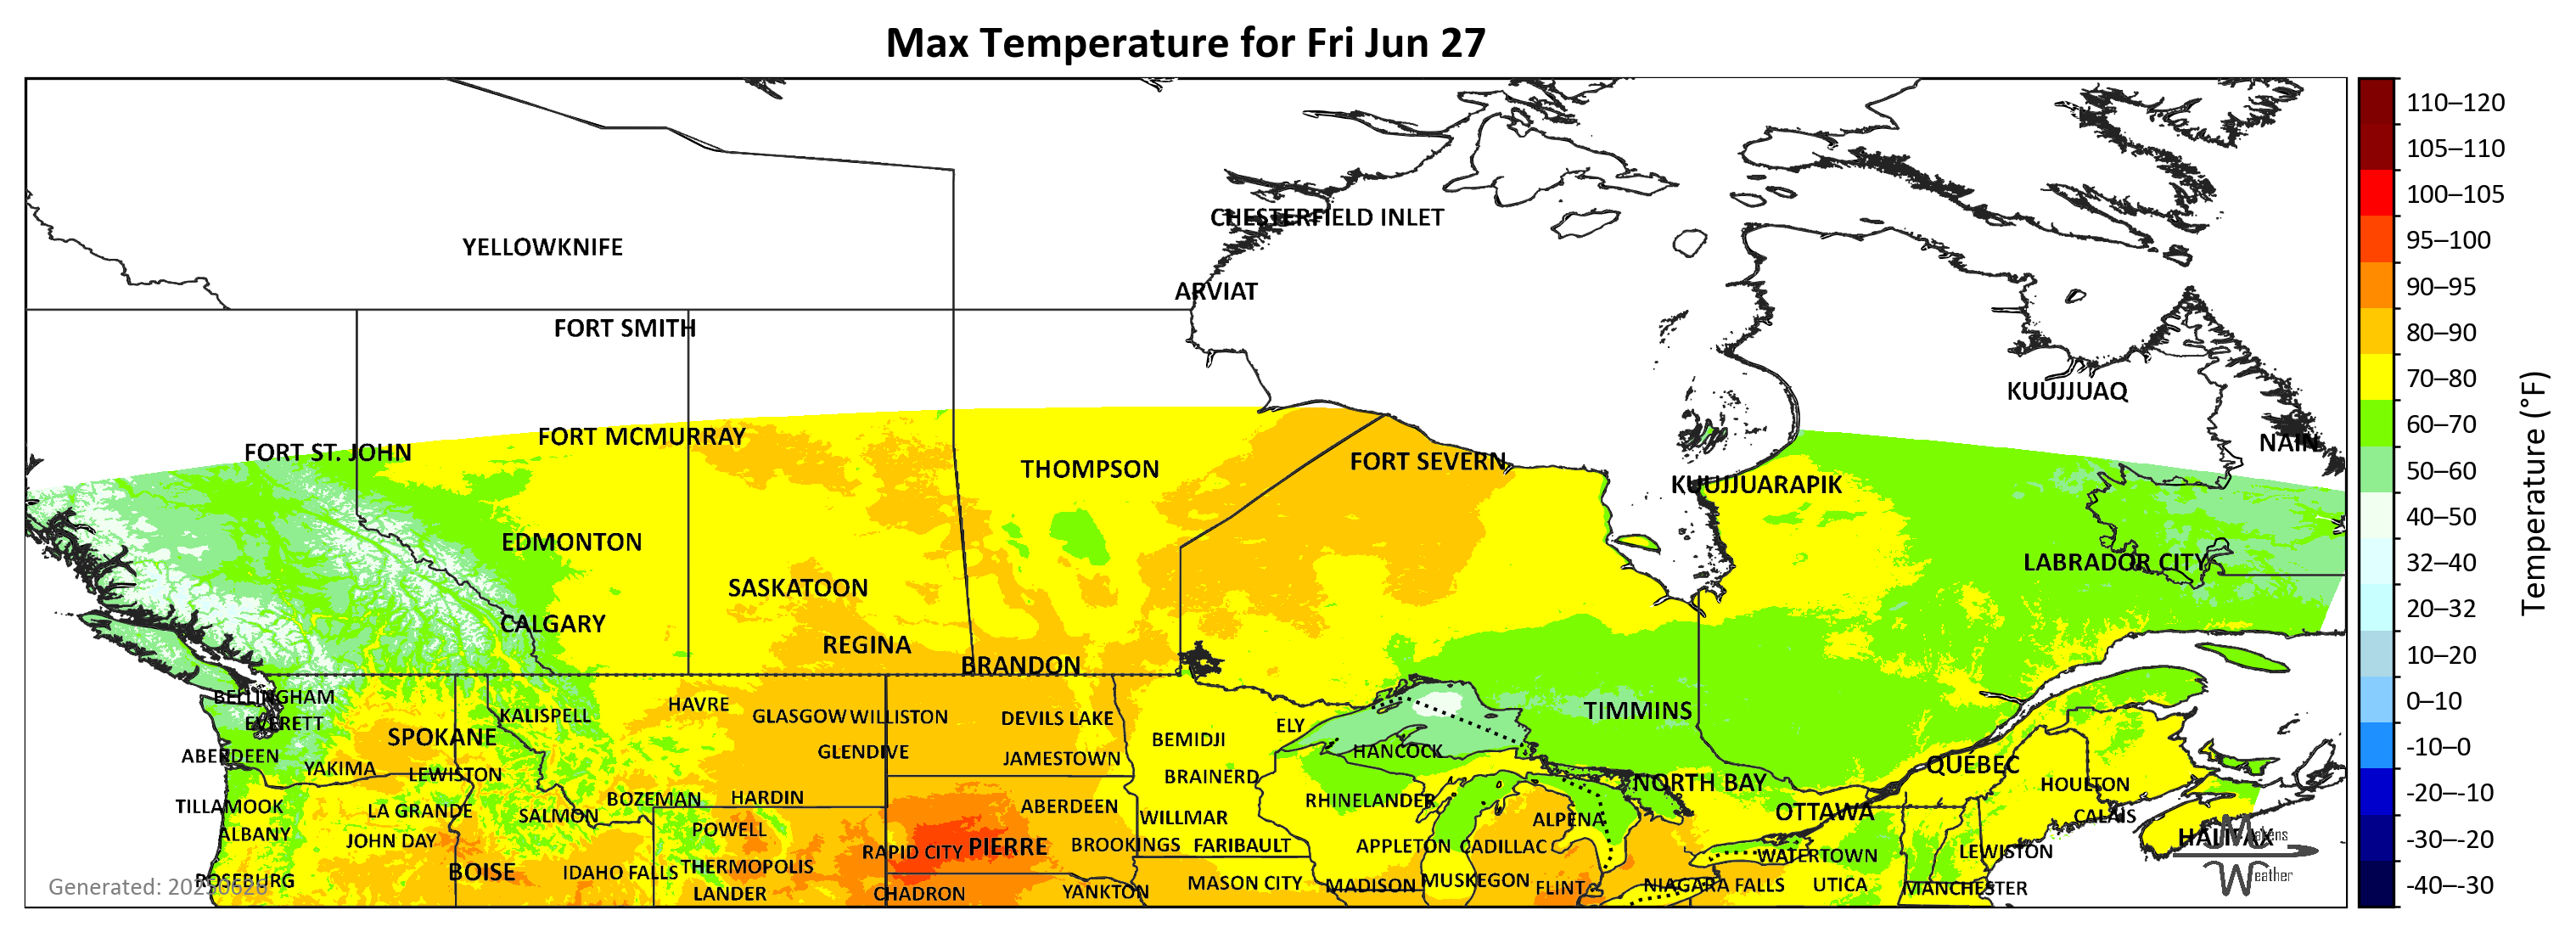 Max Temperature for Fri Jun 27
110–120
105–110
100–105
95–100
90–95
80–90
70–80
60–70
50–60
40–50
32–40
20–32
10–20
0–10
-10–0
-20–-10
-30–-20
-40–-30
Temperature (°F)
CHESTERFIELD INLET
YELLOWKNIFE
ARVIAT
FORT SMITH
KUUJJUAQ
FORT MCMURRAY
NAIN
FORT ST. JOHN
FORT SEVERN
THOMPSON
KUUJJUARAPIK
EDMONTON
LABRADOR CITY
SASKATOON
CALGARY
REGINA
BRANDON
BELLINGHAM
HAVRE
TIMMINS
KALISPELL
GLASGOW
WILLISTON
DEVILS LAKE
EVERETT
ELY
SPOKANE
BEMIDJI
GLENDIVE
HANCOCK
ABERDEEN
JAMESTOWN
QUÉBEC
YAKIMA
LEWISTON
BRAINERD
NORTH BAY
HOULTON
BOZEMAN
HARDIN
RHINELANDER
TILLAMOOK
ABERDEEN
LA GRANDE
OTTAWA
SALMON
CALAIS
WILLMAR
ALPENA
POWELL
ALBANY
HALIFAX
JOHN DAY
PIERRE
BROOKINGS
FARIBAULT
APPLETON
CADILLAC
RAPID CITY
LEWISTON
WATERTOWN
THERMOPOLIS
BOISE
IDAHO FALLS
ROSEBURG
MUSKEGON
MASON CITY
MADISON
NIAGARA FALLS
UTICA
FLINT
MANCHESTER
YANKTON
LANDER
CHADRON
Generated: 20250626
Makens
Weather